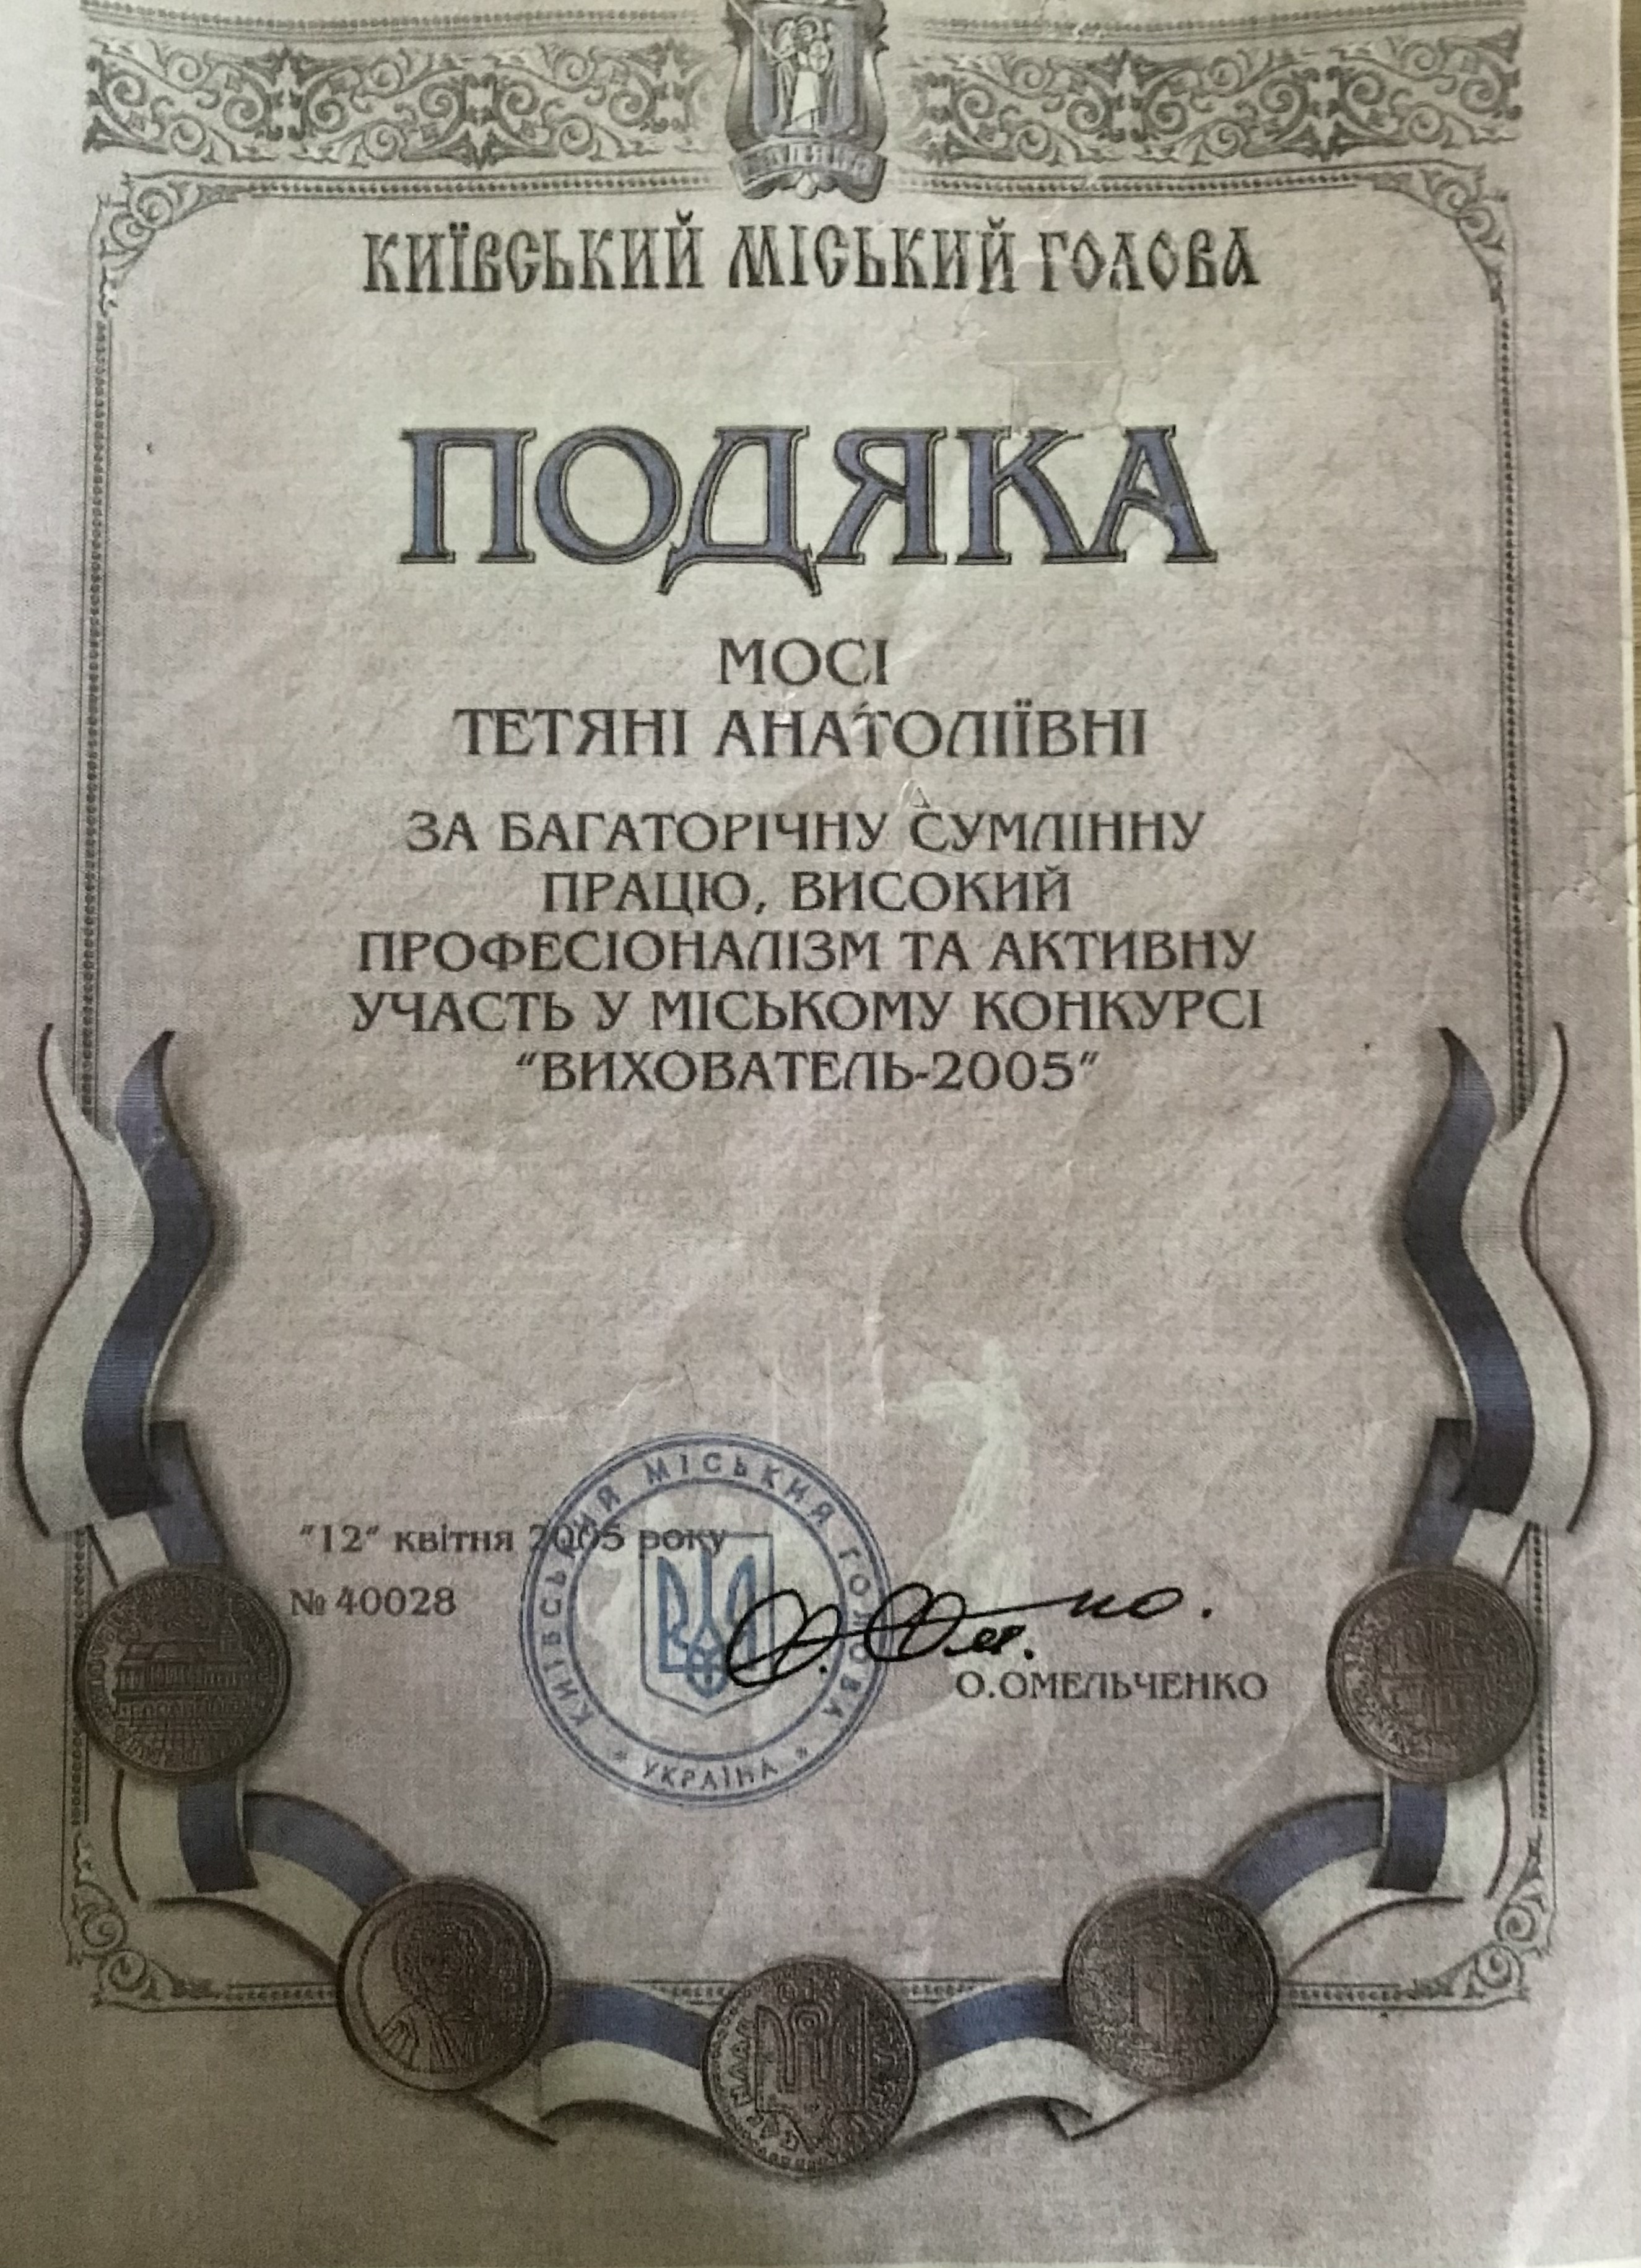 КИЇВСЬКИЙ МІСЬКИЙ ГОЛОВА
ПОДЯКА
МОСІ
ТЕТЯНІ АНАТОЛІЇВНІ
ЗА БАГАТОРІЧНУ СУМЛІННУ
ПРАЦЮ, ВИСОКИЙ
ПРОФЕСІОНАЛІЗМ ТА АКТИВНУ
УЧАСТЬ У МІСЬКОМУ КОНКУРСІ
“ВИХОВАТЕЛЬ-2005”
"12" квітня 2005 року
№ 40028
КИЇВСЬКИЙ МІСЬКИЙ ГОЛОВА
* УКРАЇНА *
О.ОМЕЛЬЧЕНКО